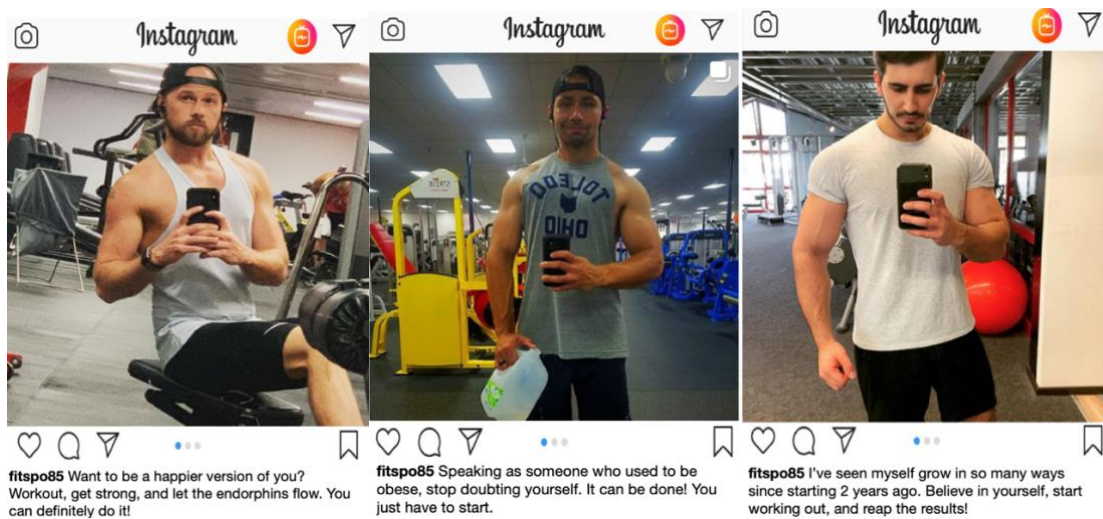 Instagram
fitspo85 Want to be a happier version of you?
Workout, get strong, and let the endorphins flow. You
can definitely do it!
Instagram
TOLEDO
OHIO
fitspo85 Speaking as someone who used to be
obese, stop doubting yourself. It can be done! You
just have to start.
Instagram
fitspo85 I've seen myself grow in so many ways
since starting 2 years ago. Believe in yourself, start
working out, and reap the results!